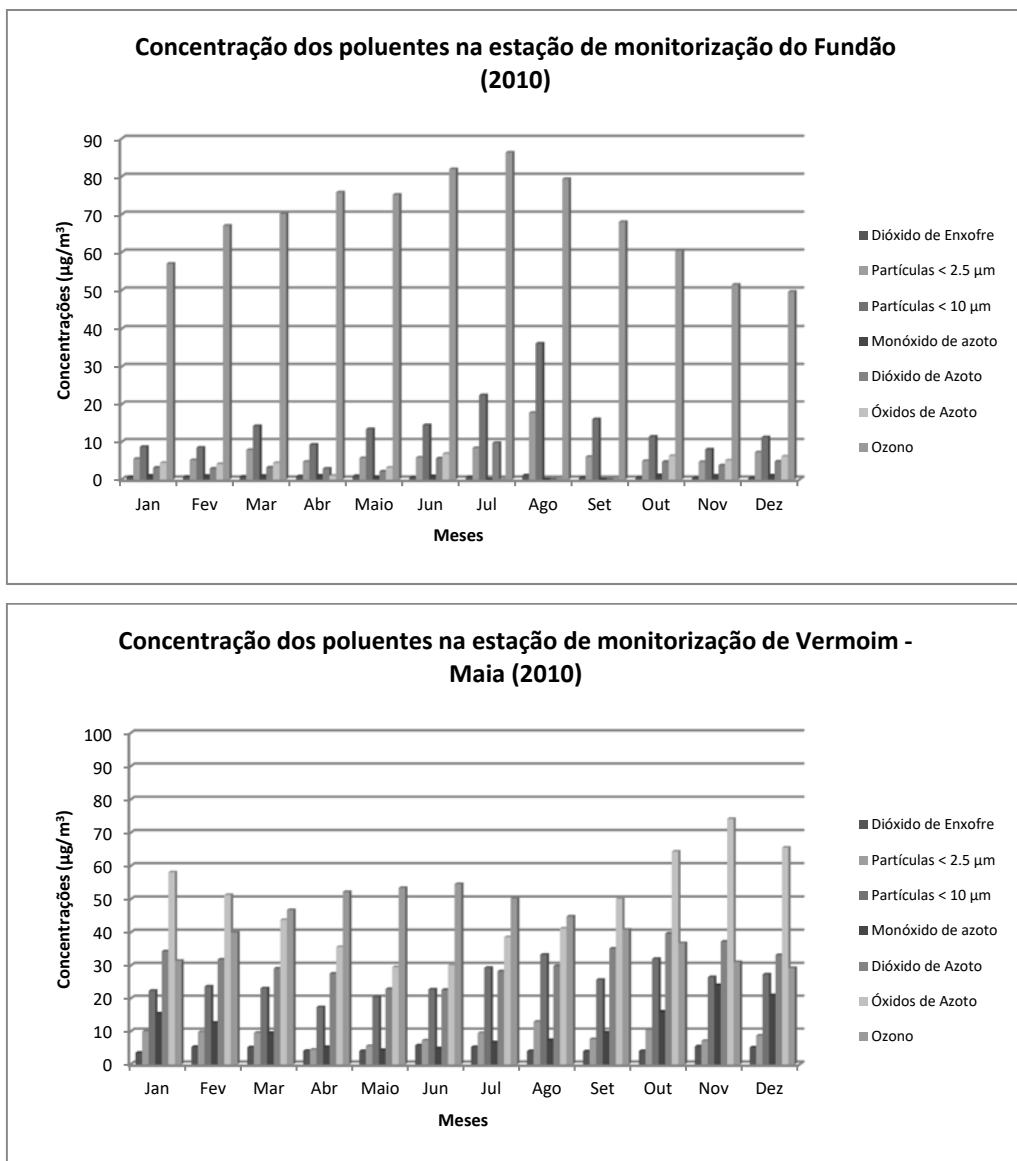 Concentração dos poluentes na estação de monitorização do Fundão
(2010)
Concentrações (µg/m³)
90
80
70
60
50
40
30
20
10
0
Jan Fev Mar Abr Maio Jun Jul Ago Set Out Nov Dez
Meses
Dióxido de Enxofre
Partículas < 2.5 µm
Partículas < 10 µm
Monóxido de azoto
Dióxido de Azoto
Óxidos de Azoto
Ozono
Concentração dos poluentes na estação de monitorização de Vermoim -
Maia (2010)
Concentrações (µg/m³)
100
90
80
70
60
50
40
30
20
10
0
Jan Fev Mar Abr Maio Jun Jul Ago Set Out Nov Dez
Meses
Dióxido de Enxofre
Partículas < 2.5 µm
Partículas < 10 µm
Monóxido de azoto
Dióxido de Azoto
Óxidos de Azoto
Ozono